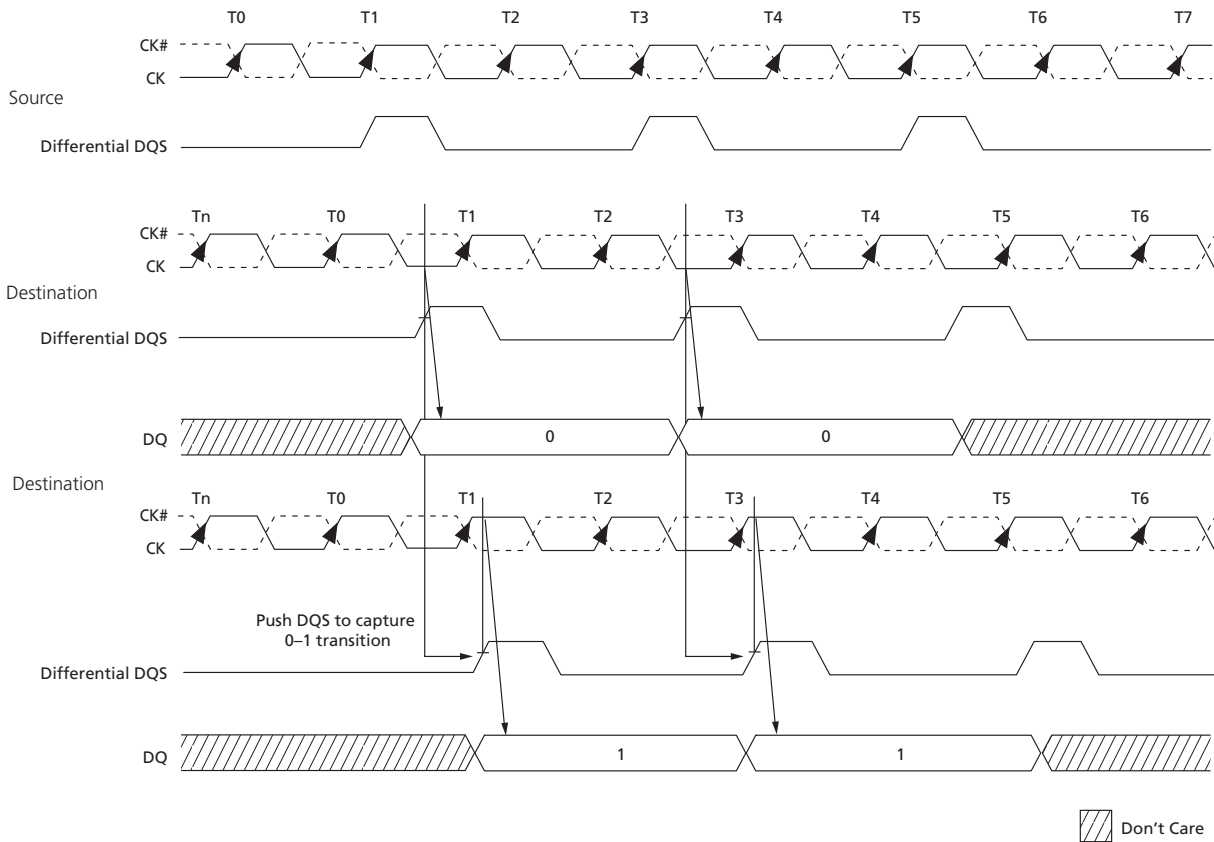 T0 T1 T2 T3 T4 T5 T6 T7
CK#
CK
Source
Differential DQS
Tn T0 T1 T2 T3 T4 T5 T6
CK#
CK
Destination
Differential DQS
DQ 0 0
Destination
Tn T0 T1 T2 T3 T4 T5 T6
CK#
CK
Push DQS to capture
0–1 transition
Differential DQS
DQ 1 1
Don't Care